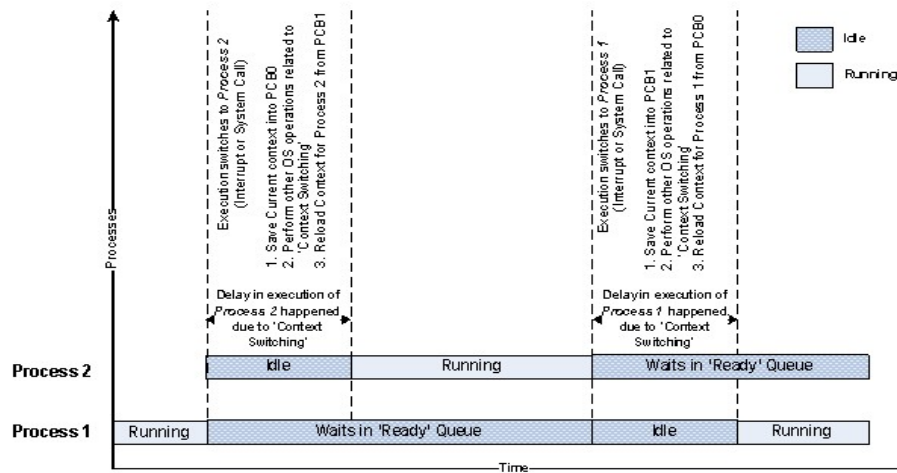 Processes
Execution switches to Process 2
(Interrupt or System Call)
1. Save Current context into PCB0
2. Perform other OS operations related to
'Context Switching'
3. Reload Context for Process 2 from PCB1
Execution switches to Process 1
(Interrupt or System Call)
1. Save Current context into PCB1
2. Perform other OS operations related to
'Context Switching'
3. Reload Context for Process 1 from PCB0
Idle
Running
Delay in execution of
Process 2 happened
due to 'Context
Switching'
Delay in execution of
Process 1 happened
due to 'Context
Switching'
Process 2
Idle
Running
Waits in 'Ready' Queue
Process 1
Running
Waits in 'Ready' Queue
Idle
Running
Time